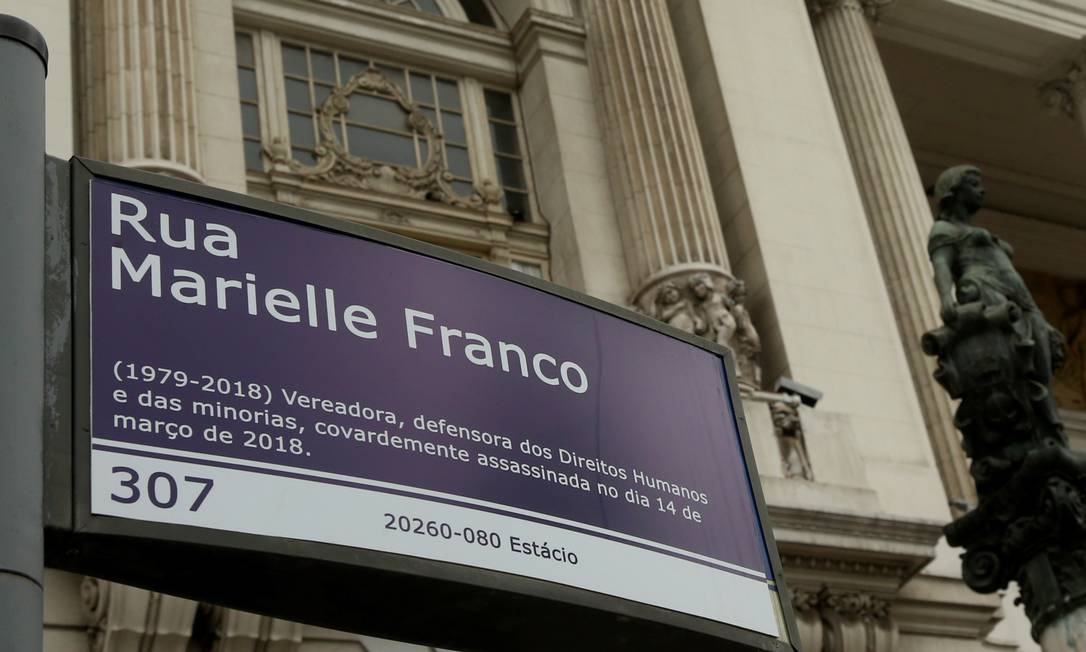 Rua
Marielle Franco
(1979-2018) Vereadora, defensora dos Direitos Humanos
e das minorias, covardemente assassinada no dia 14 de
março de 2018.
307
20260-080 Estácio